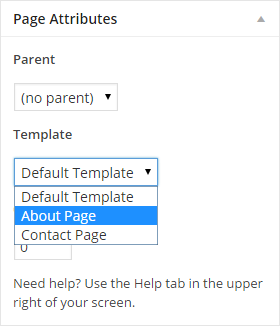 Page Attributes
Parent
(no parent)
Template
Default Template
Default Template
About Page
Contact Page
0
Need help? Use the Help tab in the upper
right of your screen.